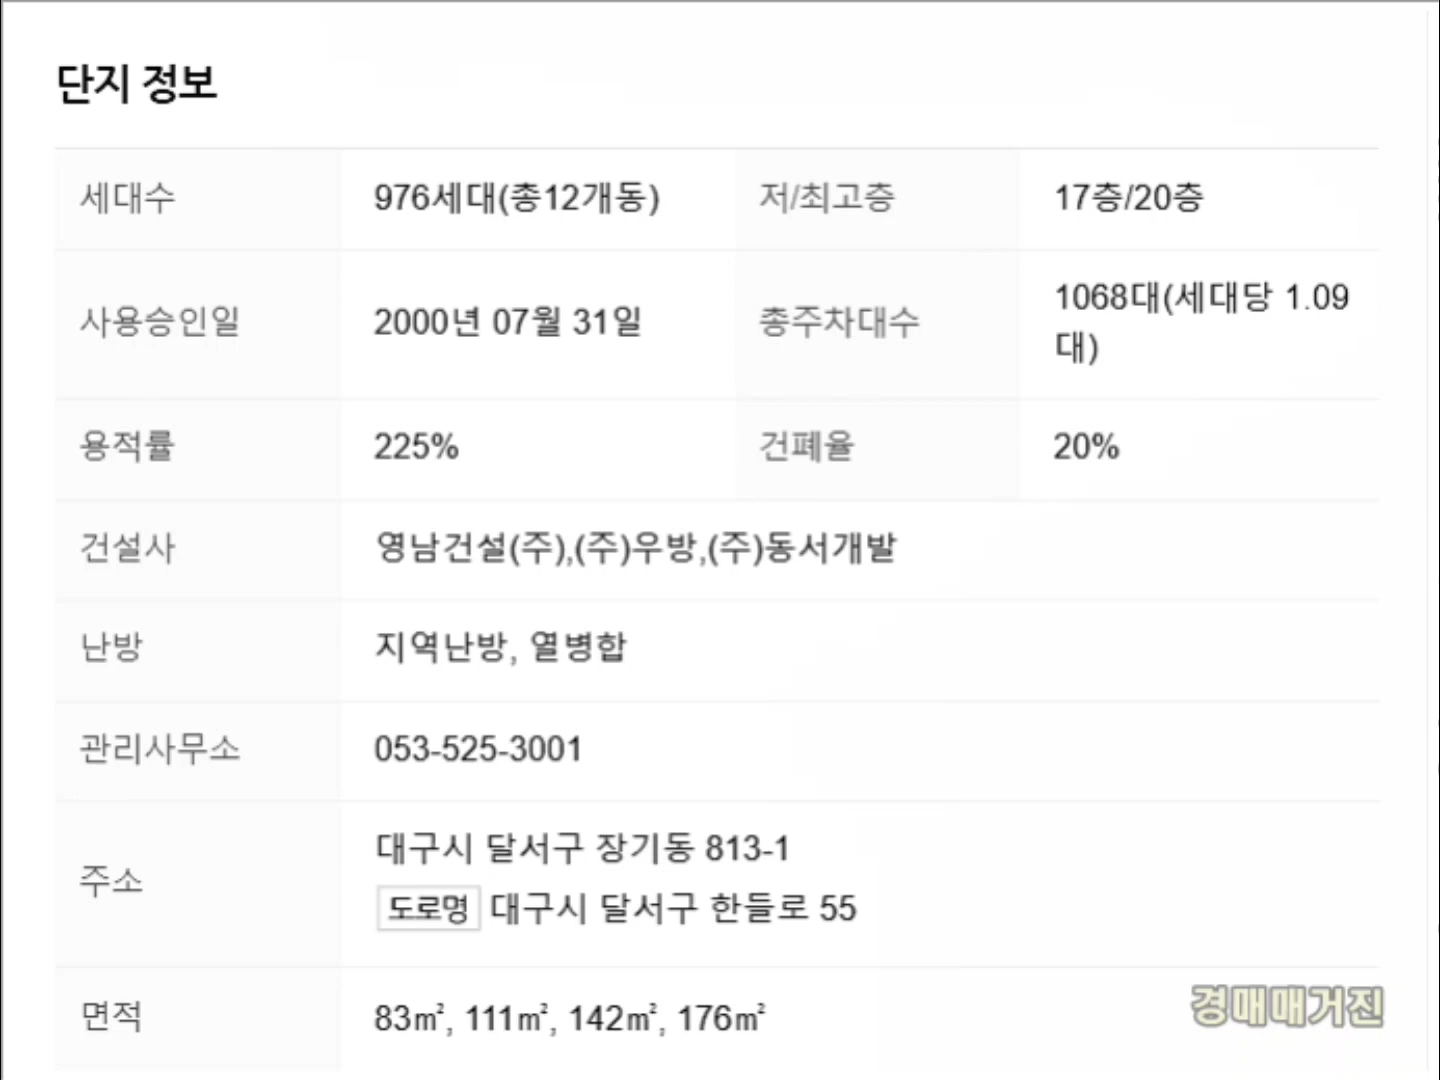 단지 정보
세대수 976세대(총12개동) 저/최고층 17층/20층
사용승인일 2000년 07월 31일 총주차대수 1068대(세대당 1.09
대)
용적률 225% 건폐율 20%
건설사 영남건설(주),(주)우방,(주)동서개발
난방 지역난방, 열병합
관리사무소 053-525-3001
주소 대구시 달서구 장기동 813-1
도로명 대구시 달서구 한들로 55
면적 83㎡, 111㎡, 142㎡, 176㎡
경매매거진